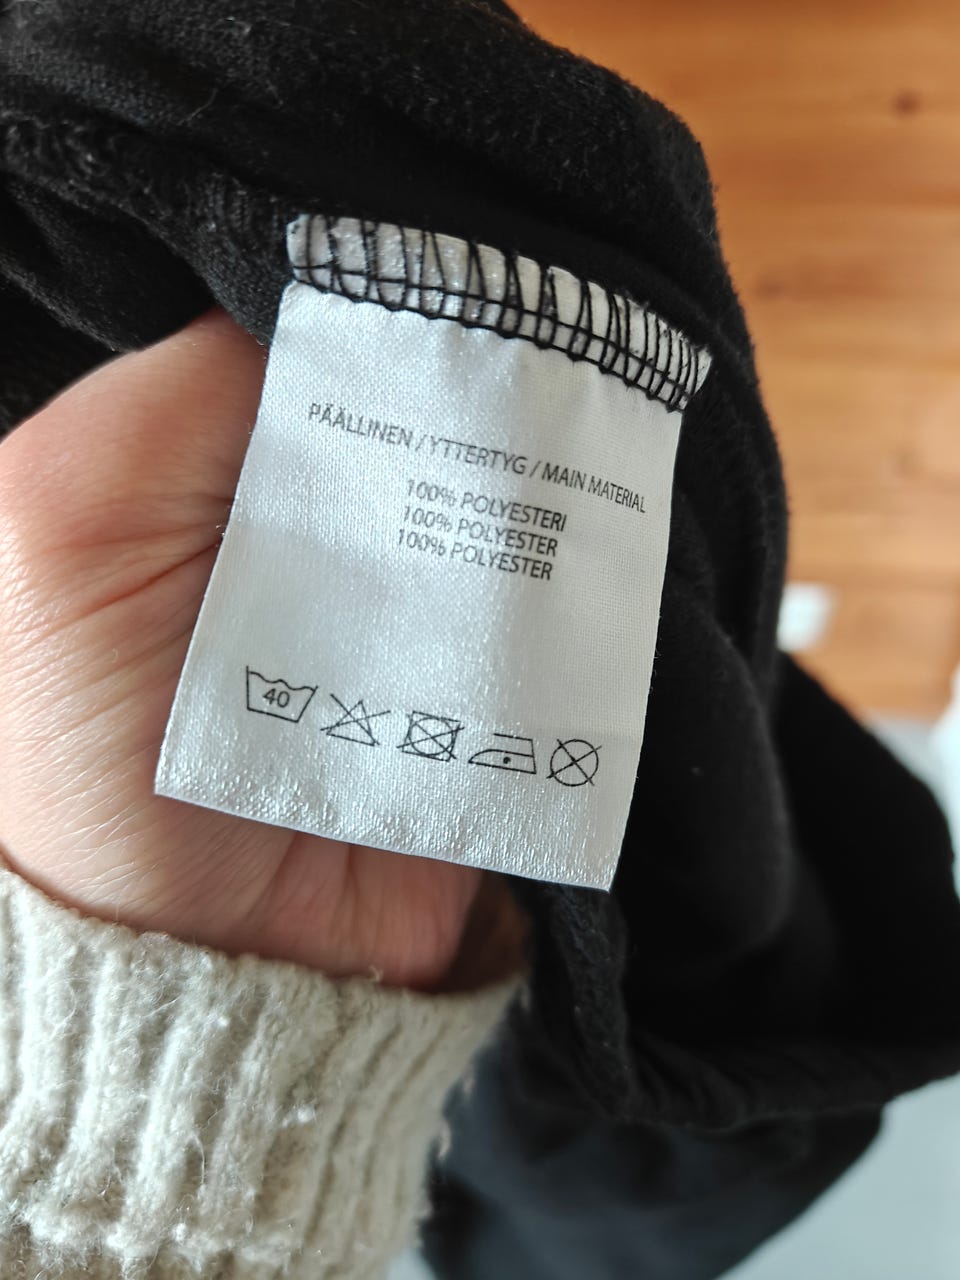 PÄÄLLINEN / YTTERTYG / MAIN MATERIAL
100% POLYESTERI
100% POLYESTER
100% POLYESTER
40